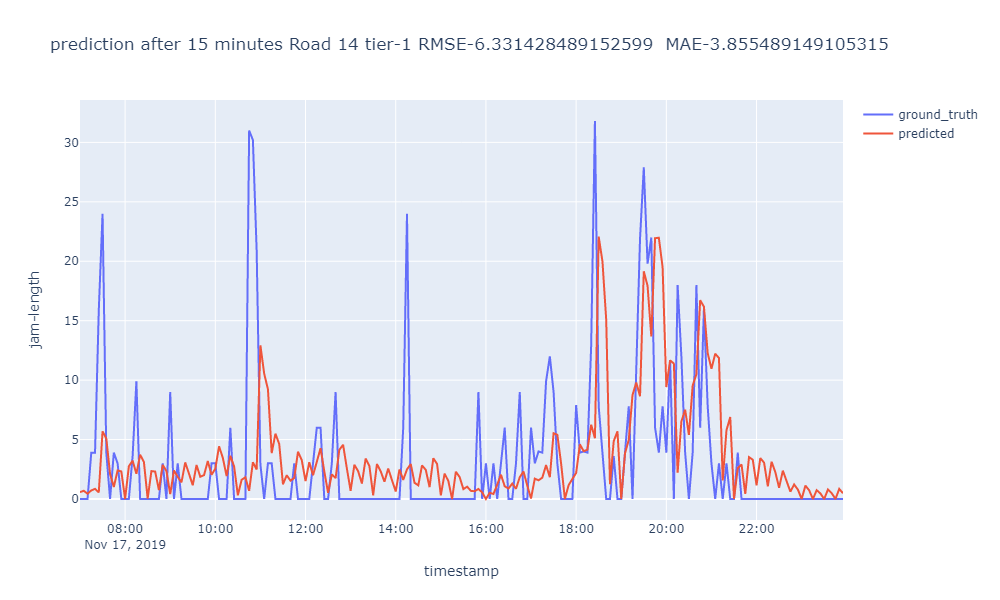 prediction after 15 minutes Road 14 tier-1 RMSE-6.331428489152599 MAE-3.855489149105315
ground_truth
predicted
30
25
20
15
10
5
0
jam-length
08:00 10:00 12:00 14:00 16:00 18:00 20:00 22:00
Nov 17, 2019
timestamp